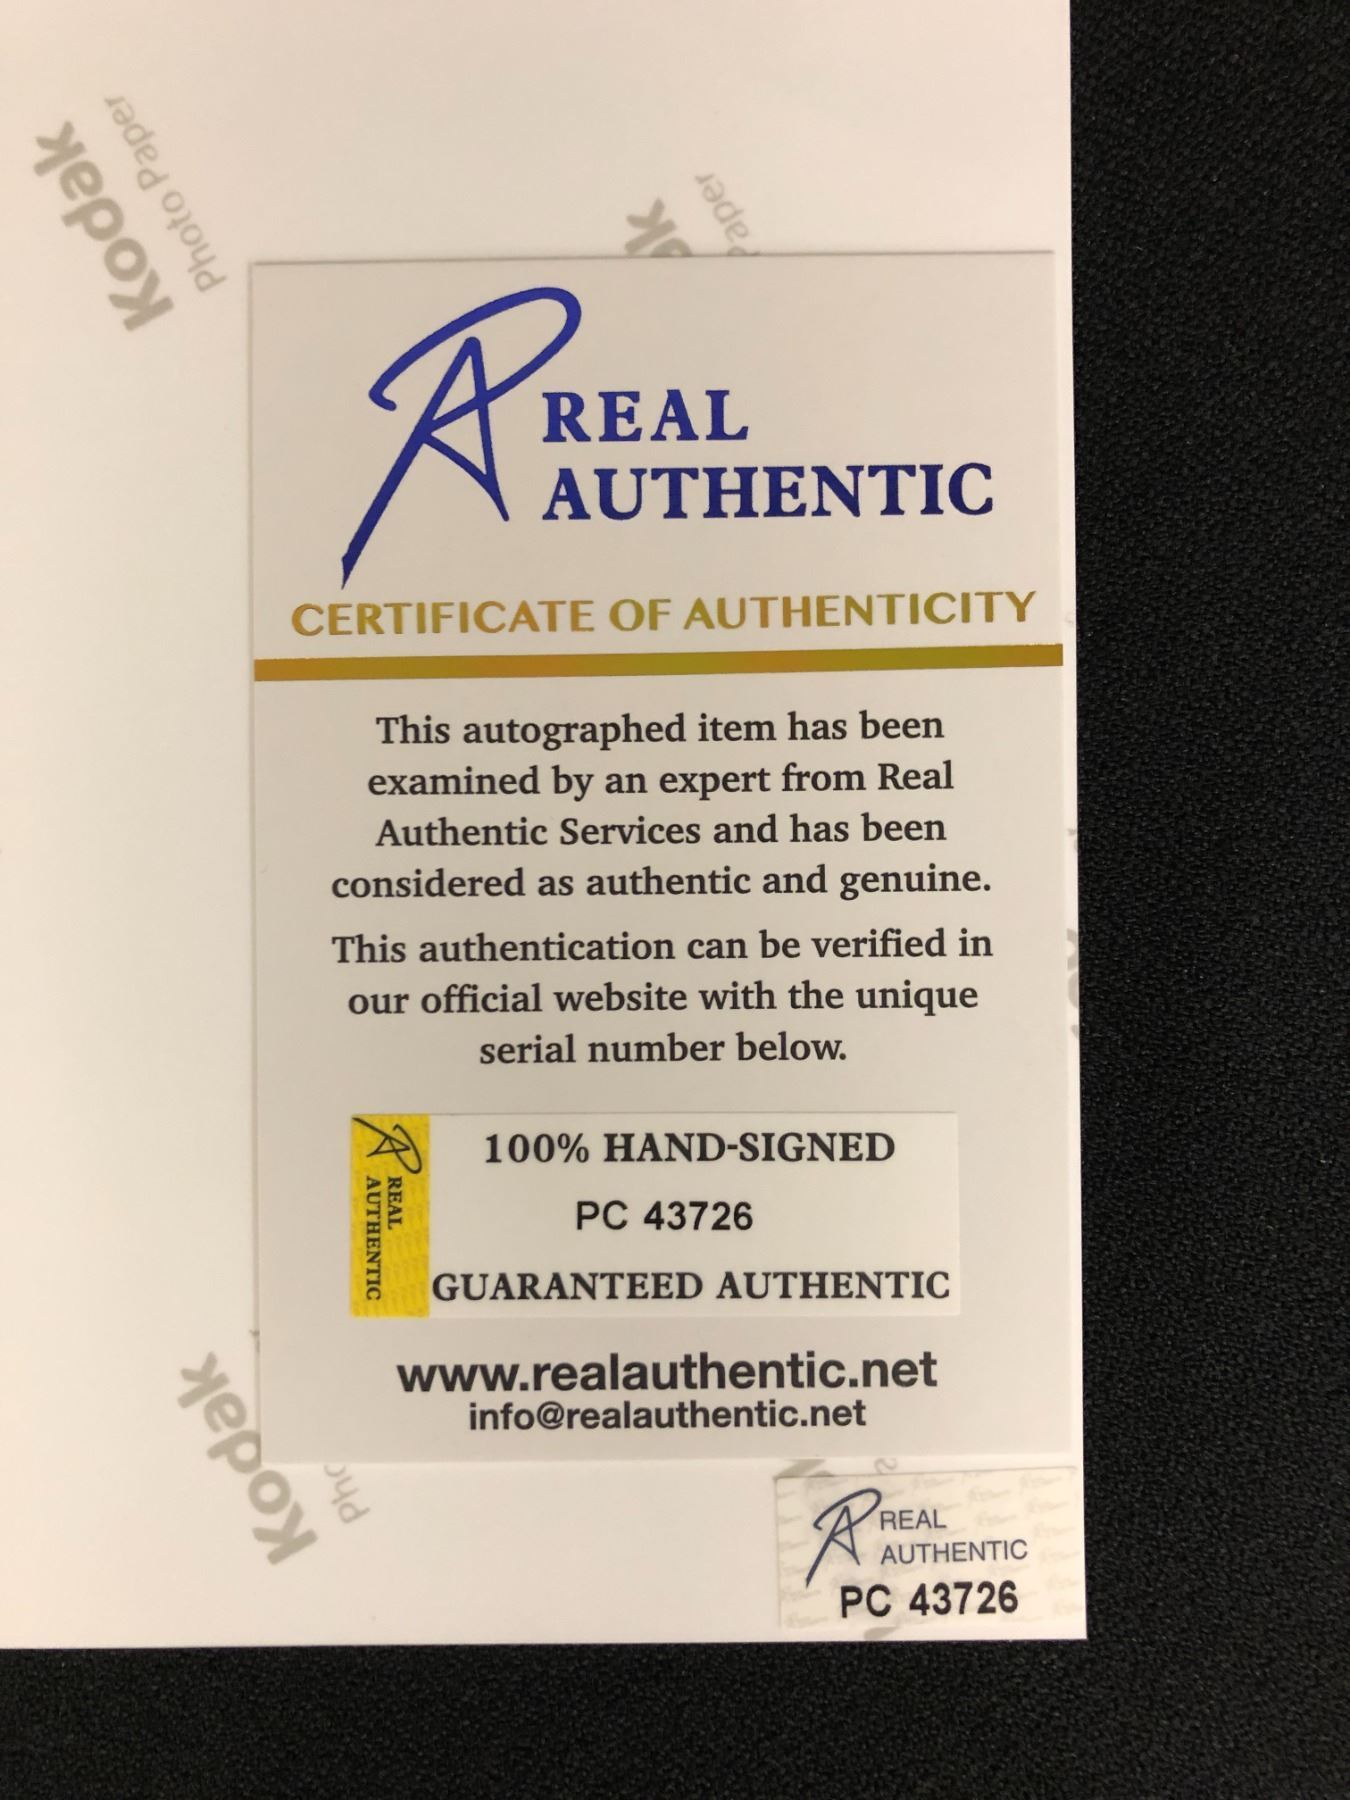 Kodak
Photo Paper
REAL
AUTHENTIC
CERTIFICATE OF AUTHENTICITY
This autographed item has been
examined by an expert from Real
Authentic Services and has been
considered as authentic and genuine.
This authentication can be verified in
our official website with the unique
serial number below.
REAL
AUTHENTIC
100% HAND-SIGNED
PC 43726
GUARANTEED AUTHENTIC
www.realauthentic.net
info@realauthentic.net
Kodak
REAL
AUTHENTIC
PC 43726